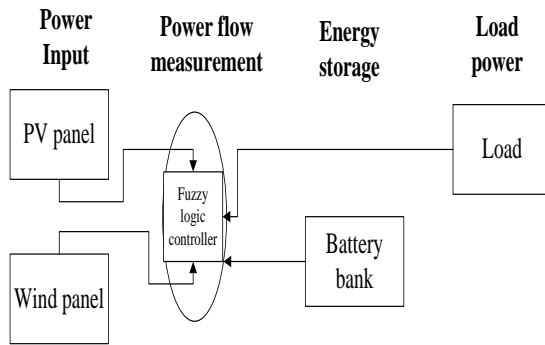 Power
Input
Power flow
measurement
Energy
storage
Load
power
PV panel
Fuzzy
logic
controller
Load
Wind panel
Battery
bank